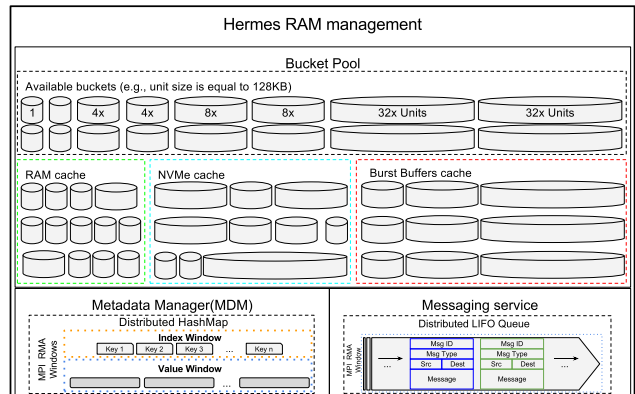 Hermes RAM management
Bucket Pool
Available buckets (e.g., unit size is equal to 128KB)
1 4x 4x 8x 8x 32x Units 32x Units
RAM cache
NVMe cache
Burst Buffers cache
Metadata Manager(MDM)
Distributed HashMap
MPI RMA
Windows
Index Window
Key 1 Key 2 Key 3 ... Key n
Value Window
...
Messaging service
Distributed LIFO Queue
MPI RMA
Window
...
Msg ID
Msg Type
Src Dest
Message
Msg ID
Msg Type
Src Dest
Message
...